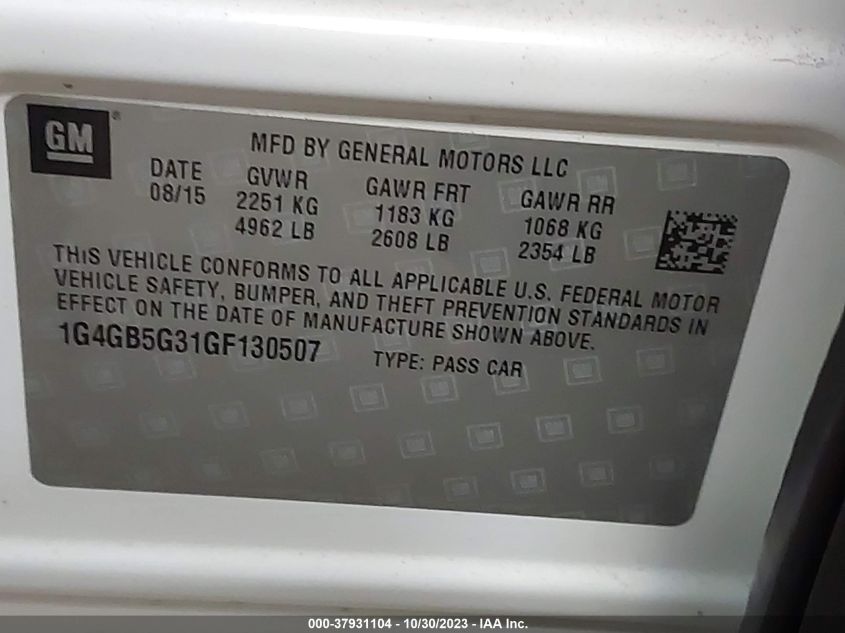 GM®
MFD BY GENERAL MOTORS LLC
DATE GVWR GAWR FRT GAWR RR
08/15 2251 KG 1183 KG 1068 KG
4962 LB 2608 LB 2354 LB
THIS VEHICLE CONFORMS TO ALL APPLICABLE U.S. FEDERAL MOTOR
VEHICLE SAFETY, BUMPER, AND THEFT PREVENTION STANDARDS IN
EFFECT ON THE DATE OF MANUFACTURE SHOWN ABOVE.
1G4GB5G31GF130507 TYPE: PASS CAR
000-37931104 - 10/30/2023 - IAA Inc.